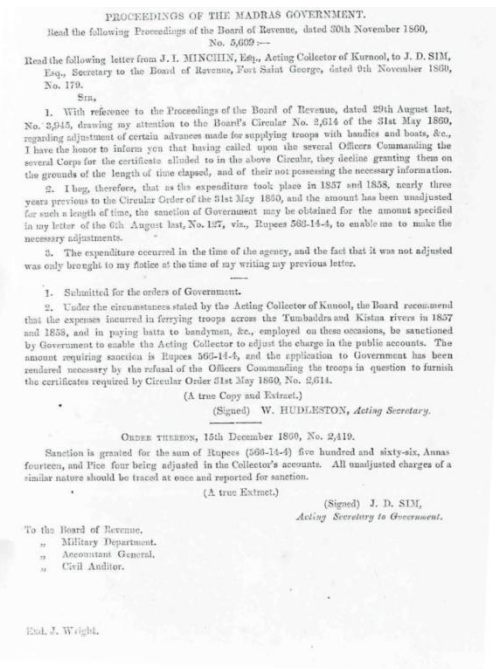 PROCEEDINGS OF THE MADRAS GOVERNMENT.
Read the following Proceedings of the Board of Revenue, dated 30th November 1860,
No. 5,609 :—
Read the following letter from J. I. MINCHIN, Esq., Acting Collector of Kurnool, to J. D. SIM,
Esq., Secretary to the Board of Revenue, Fort Saint George, dated 9th November 1860,
No. 179.
SIR,
1. With reference to the Proceedings of the Board of Revenue, dated 29th August last,
No. 3,945, drawing my attention to the Board's Circular No. 2,614 of the 31st May 1860,
regarding adjustment of certain advances made for supplying troops with bandies and boats, &c.,
I have the honor to inform you that having called upon the several Officers Commanding the
several Corps for the certificate alluded to in the above Circular, they decline granting them on
the grounds of the length of time elapsed, and of their not possessing the necessary information.
2. I beg, therefore, that as the expenditure took place in 1857 and 1858, nearly three
years previous to the Circular Order of the 31st May 1860, and the amount has been unadjusted
for such a length of time, the sanction of Government may be obtained for the amount specified
in my letter of the 6th August last, No. 127, viz., Rupees 566-14-4, to enable me to make the
necessary adjustments.
3. The expenditure occurred in the time of the agency, and the fact that it was not adjusted
was only brought to my notice at the time of my writing my previous letter.
1. Submitted for the orders of Government.
2. Under the circumstances stated by the Acting Collector of Kunool, the Board recommend
that the expenses incurred in ferrying troops across the Tumbaddra and Kistna rivers in 1857
and 1858, and in paying batta to bandymen, &c., employed on these occasions, be sanctioned
by Government to enable the Acting Collector to adjust the charge in the public accounts. The
amount requiring sanction is Rupees 566-14-4, and the application to Government has been
rendered necessary by the refusal of the Officers Commanding the troops in question to furnish
the certificates required by Circular Order 31st May 1860, No. 2,614.
(A true Copy and Extract.)
(Signed) W. HUDLESTON, Acting Secretary.
ORDER THEREON, 15th December 1860, No. 2,419.
Sanction is granted for the sum of Rupees (566-14-4) five hundred and sixty-six, Annas
fourteen, and Pice four being adjusted in the Collector's accounts. All unadjusted charges of a
similar nature should be traced at once and reported for sanction.
(A true Extract.)
(Signed) J. D. SIM,
Acting Secretary to Government.
To the Board of Revenue.
„ Military Department.
„ Accountant General.
„ Civil Auditor.
Exd. J. Wright.